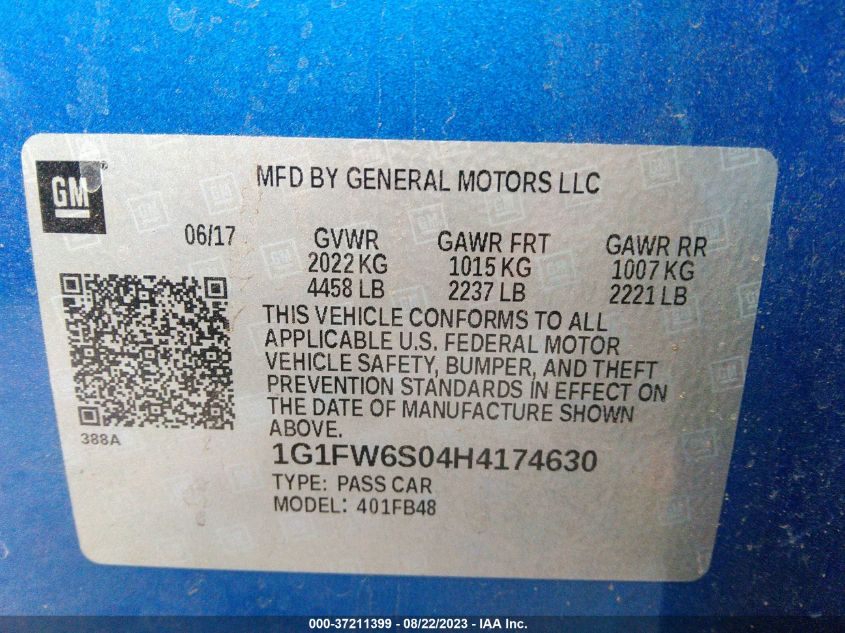 GM ®
MFD BY GENERAL MOTORS LLC
06/17 GVWR GAWR FRT GAWR RR
2022 KG 1015 KG 1007 KG
4458 LB 2237 LB 2221 LB
THIS VEHICLE CONFORMS TO ALL
APPLICABLE U.S. FEDERAL MOTOR
VEHICLE SAFETY, BUMPER, AND THEFT
PREVENTION STANDARDS IN EFFECT ON
THE DATE OF MANUFACTURE SHOWN
ABOVE.
388A
1G1FW6S04H4174630
TYPE: PASS CAR
MODEL: 401FB48
000-37211399 - 08/22/2023 - IAA Inc.